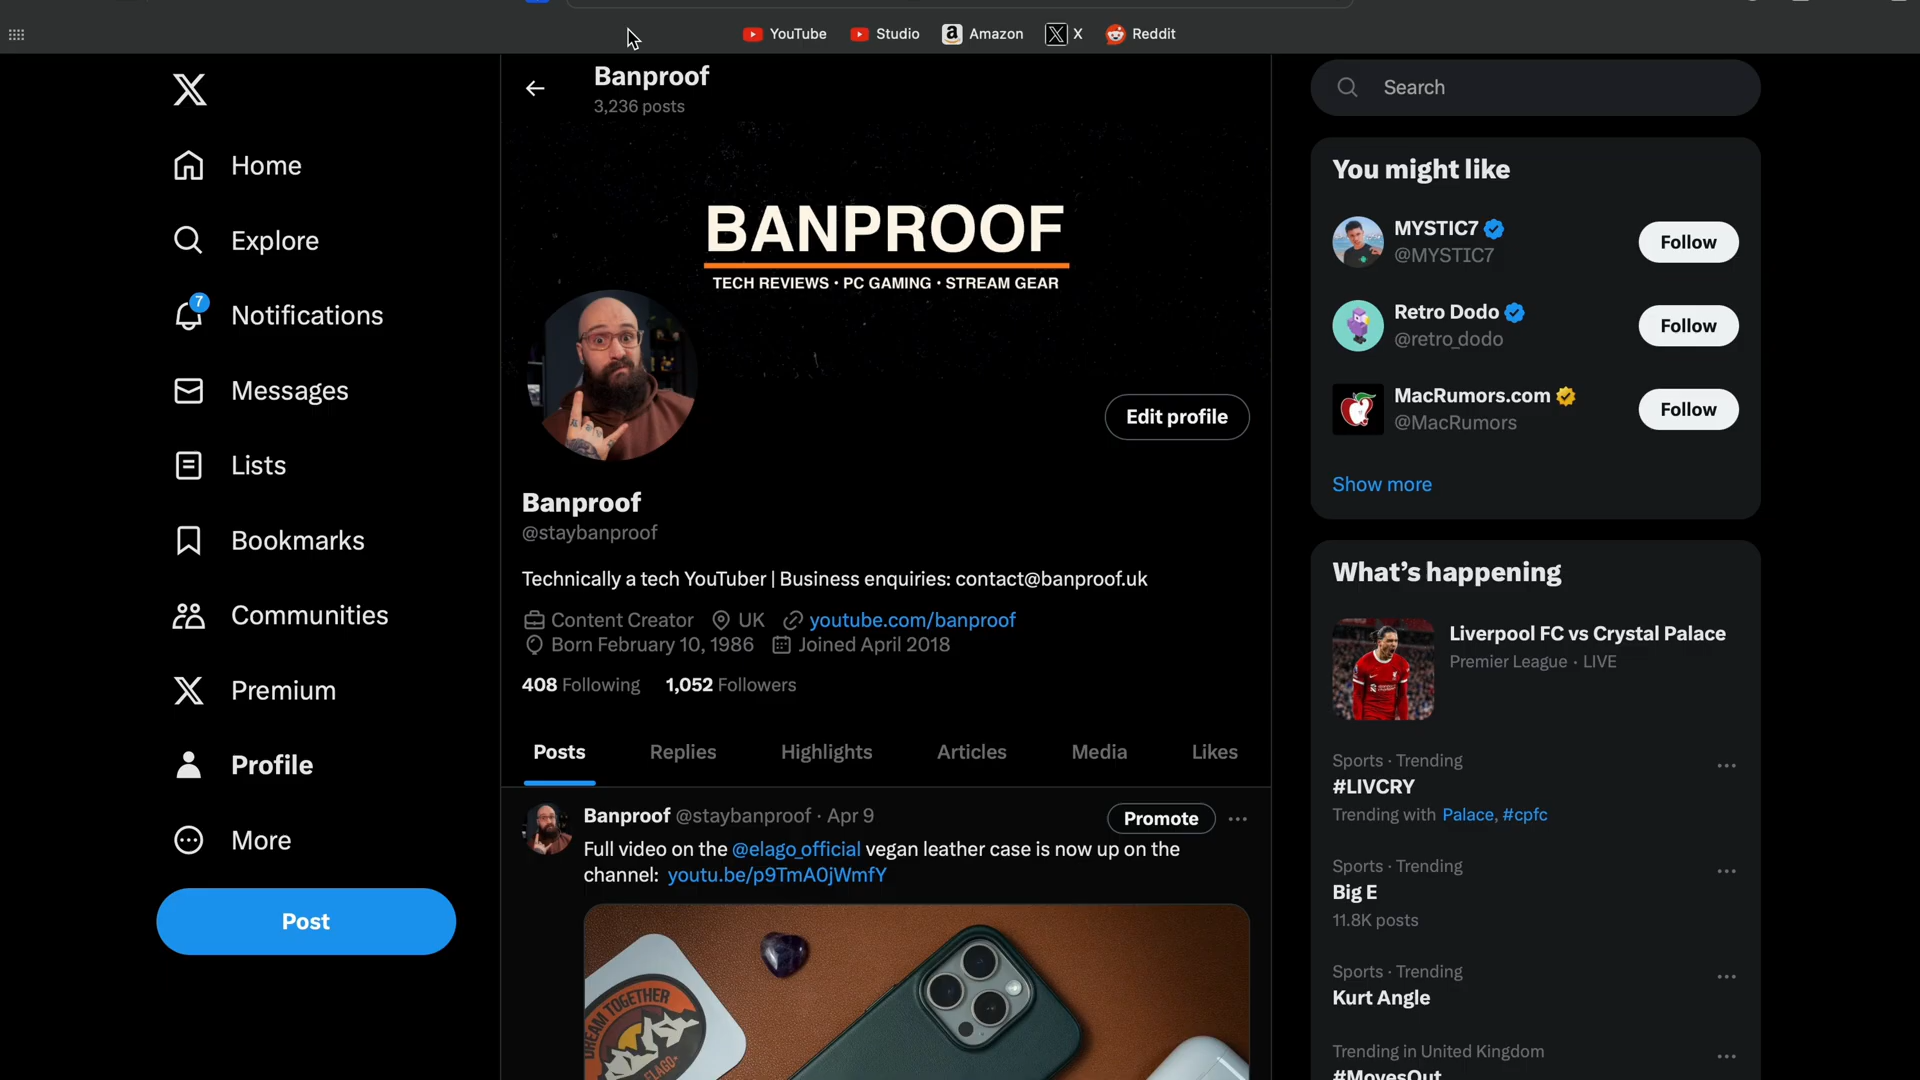 YouTube
Studio
Amazon
X
Reddit
Home
Explore
7
Notifications
Messages
Lists
Bookmarks
Communities
Premium
Profile
More
Post
Banproof
3,236 posts
BANPROOF
TECH REVIEWS • PC GAMING • STREAM GEAR
Edit profile
Banproof
@staybanproof
Technically a tech YouTuber | Business enquiries: contact@banproof.uk
Content Creator UK youtube.com/banproof
Born February 10, 1986 Joined April 2018
408 Following 1,052 Followers
Posts Replies Highlights Articles Media Likes
Banproof @staybanproof · Apr 9
Promote
Full video on the @elago_official vegan leather case is now up on the
channel: youtu.be/p9TmA0jWmfY
DREAM TOGETHER
ELAGO
Search
You might like
MYSTIC7
@MYSTIC7
Follow
Retro Dodo
@retro_dodo
Follow
MacRumors.com
@MacRumors
Follow
Show more
What's happening
Liverpool FC vs Crystal Palace
Premier League · LIVE
Sports · Trending
#LIVCRY
Trending with Palace, #cpfc
Sports · Trending
Big E
11.8K posts
Sports · Trending
Kurt Angle
Trending in United Kingdom
#MovesOut